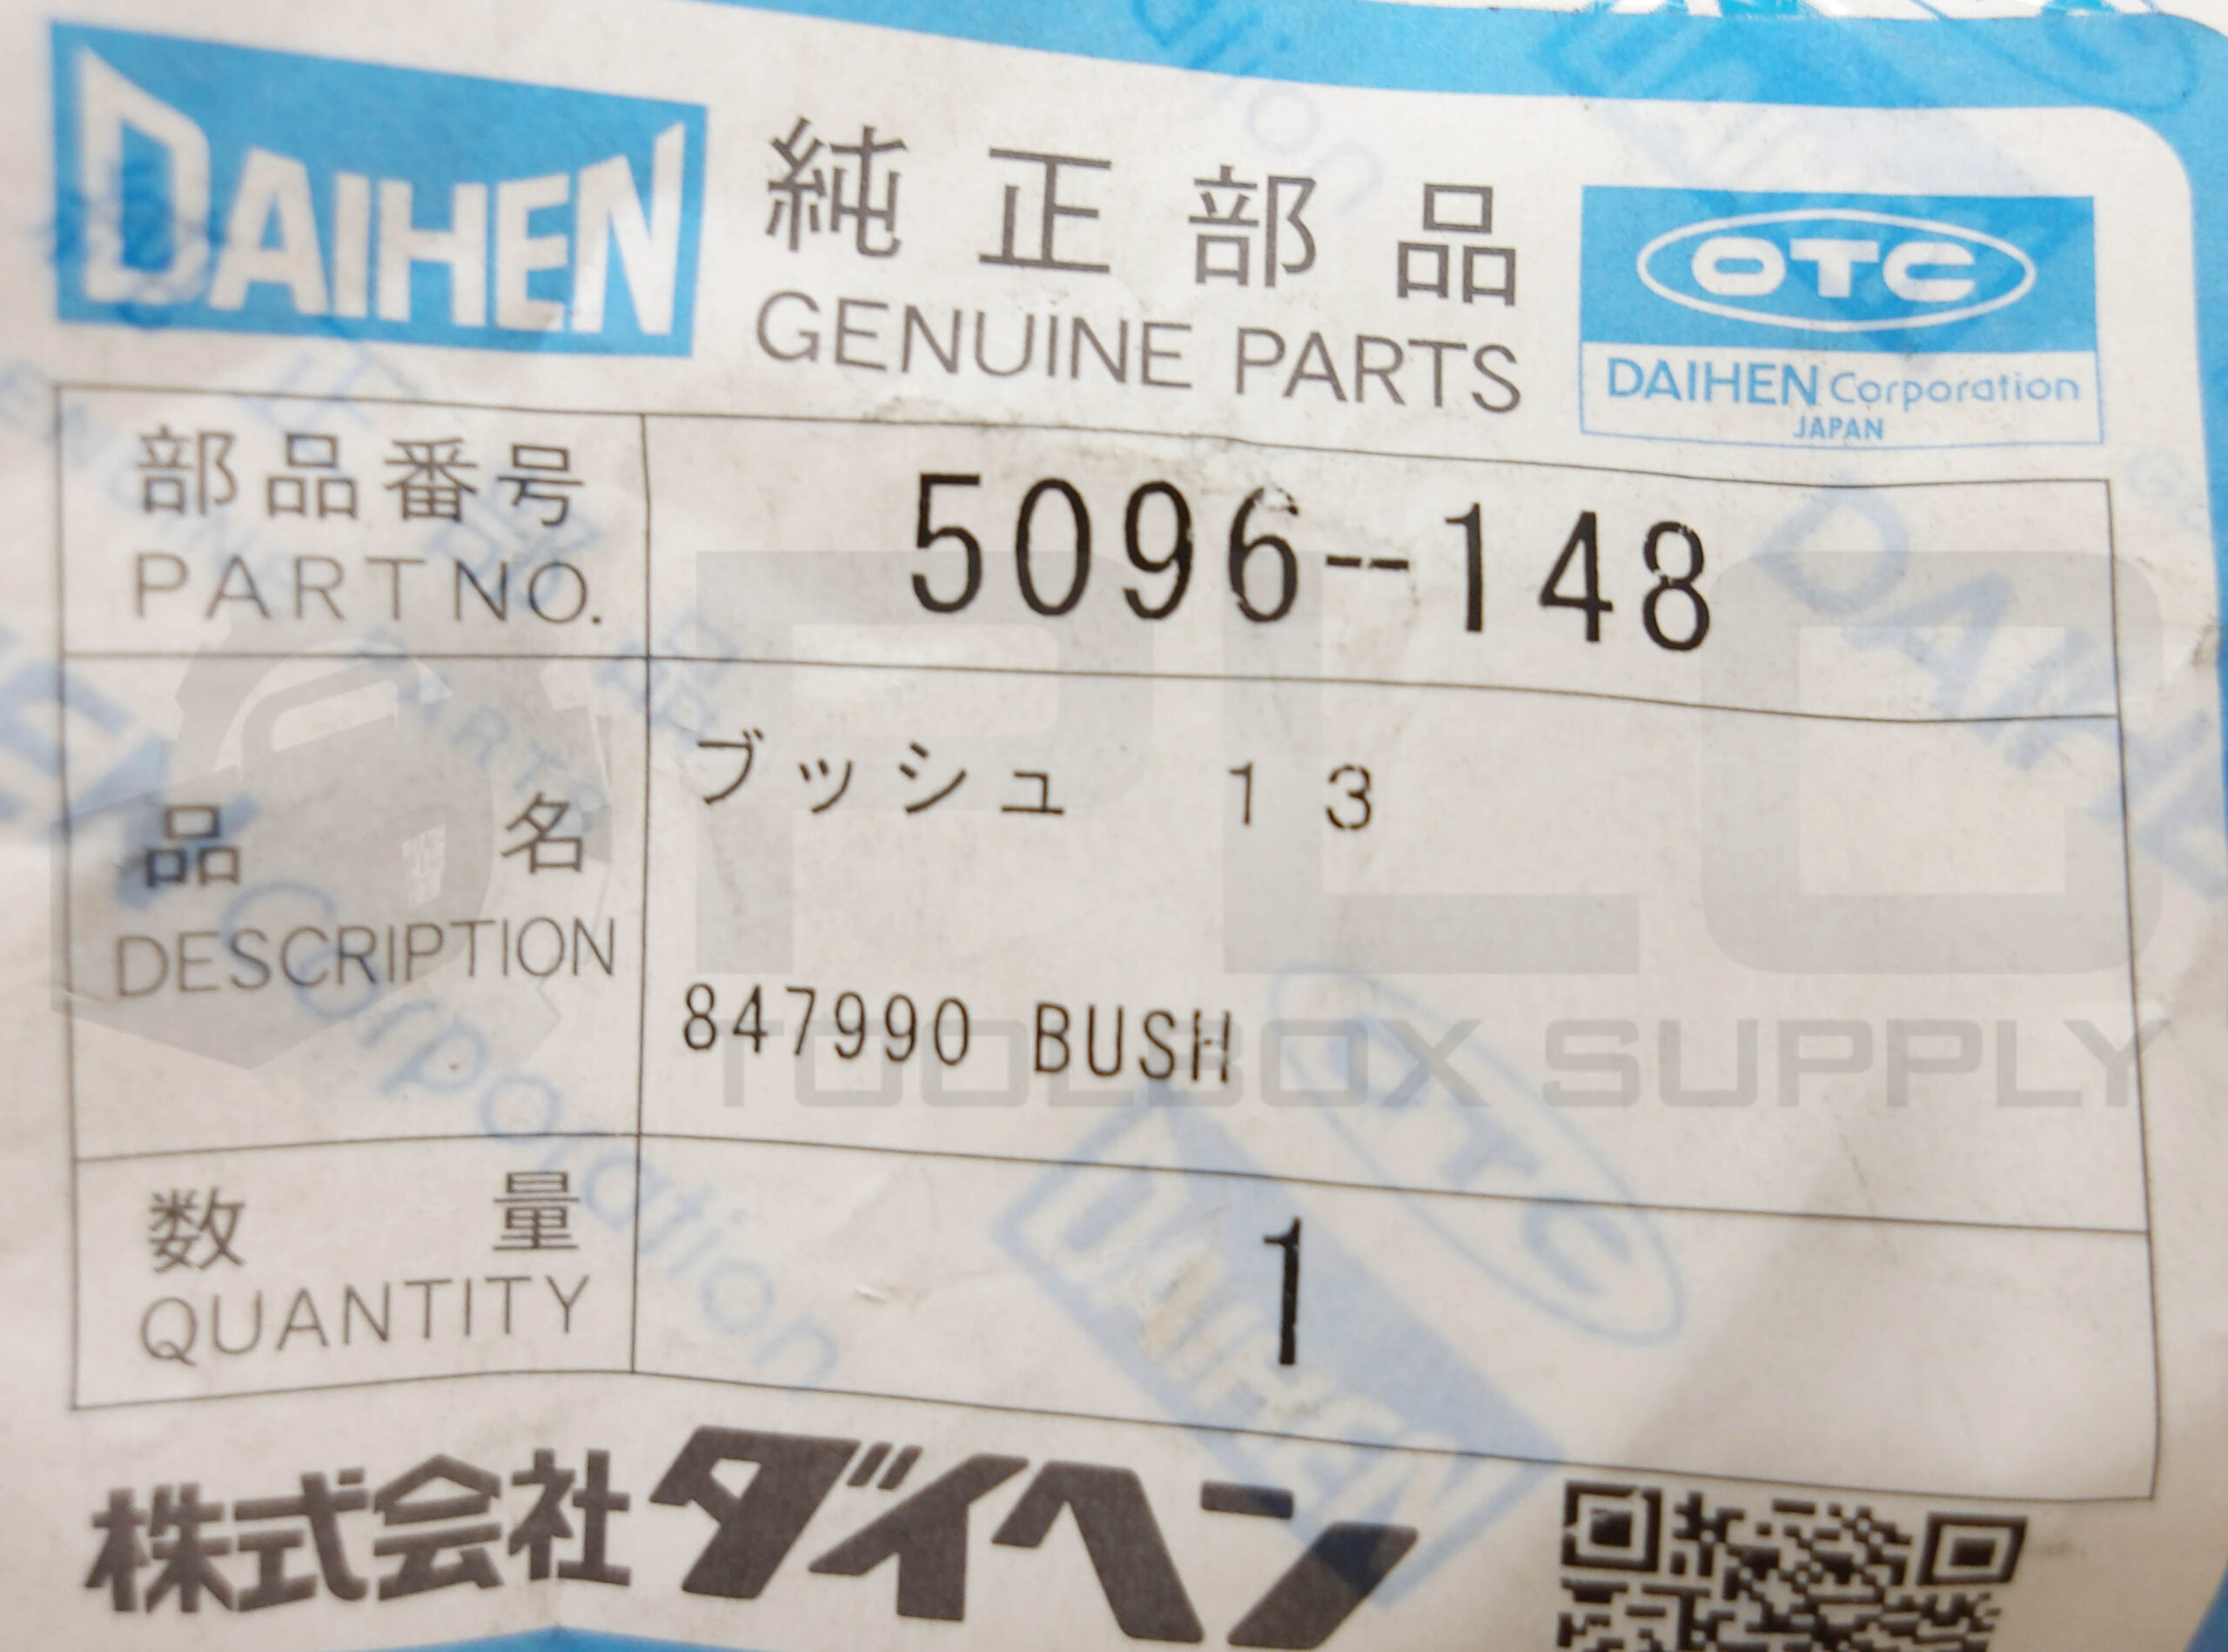 DAIHEN
純正部品
GENUINE PARTS
OTC
DAIHEN Corporation
JAPAN
部品番号
PART NO.
5096-148
品名
DESCRIPTION
ブッシュ 13
847990 BUSH
数量
QUANTITY
1
株式会社ダイヘン
PLC
TOOLBOX SUPPLY